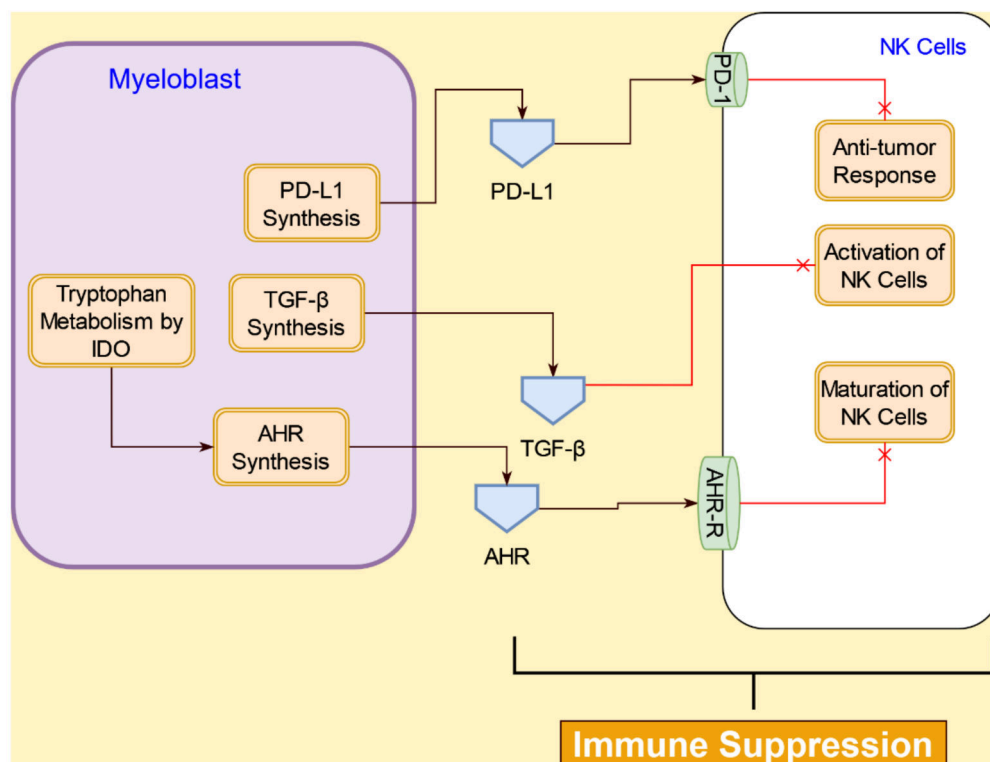 Myeloblast
NK Cells
PD-1
PD-L1
Synthesis
PD-L1
Anti-tumor
Response
Tryptophan
Metabolism by
IDO
TGF-β
Synthesis
Activation of
NK Cells
TGF-β
Maturation of
NK Cells
AHR
Synthesis
AHR
AHR-R
Immune Suppression